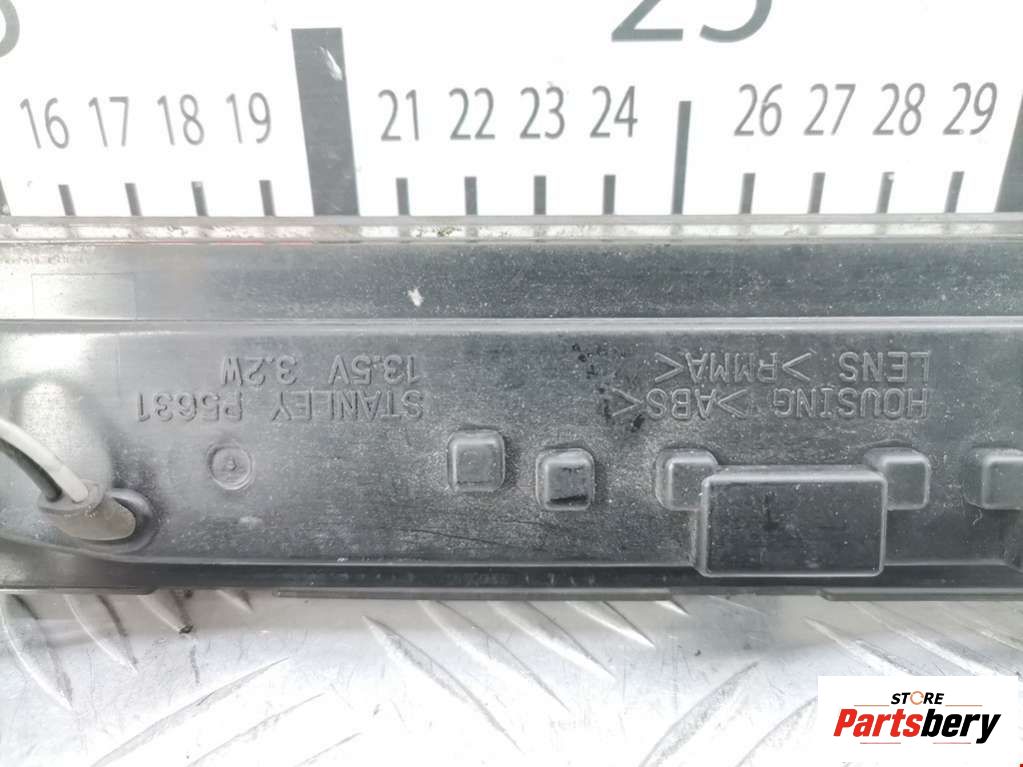 16 17 18 19 21 22 23 24 26 27 28 29
HOUSING >ABS<
LENS >PMMA<
STANLEY P5631
13.5V 3.2W
STORE
Partsbery